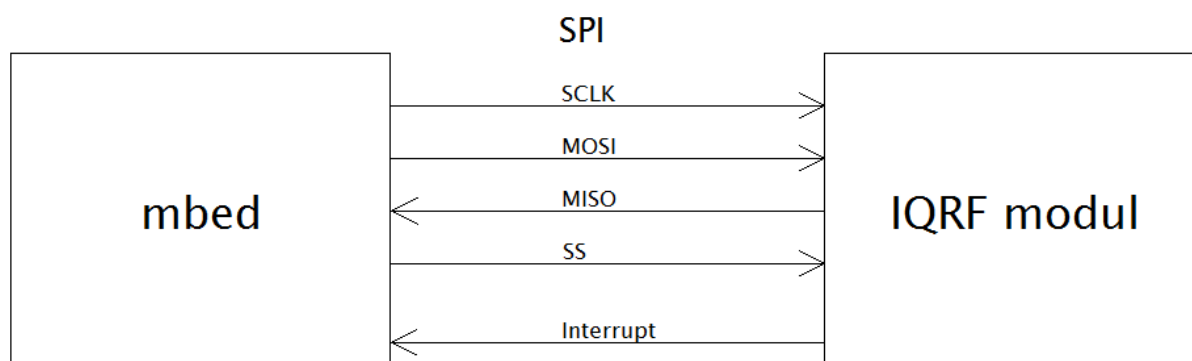 SPI
SCLK
MOSI
mbed
MISO
IQRF modul
SS
Interrupt